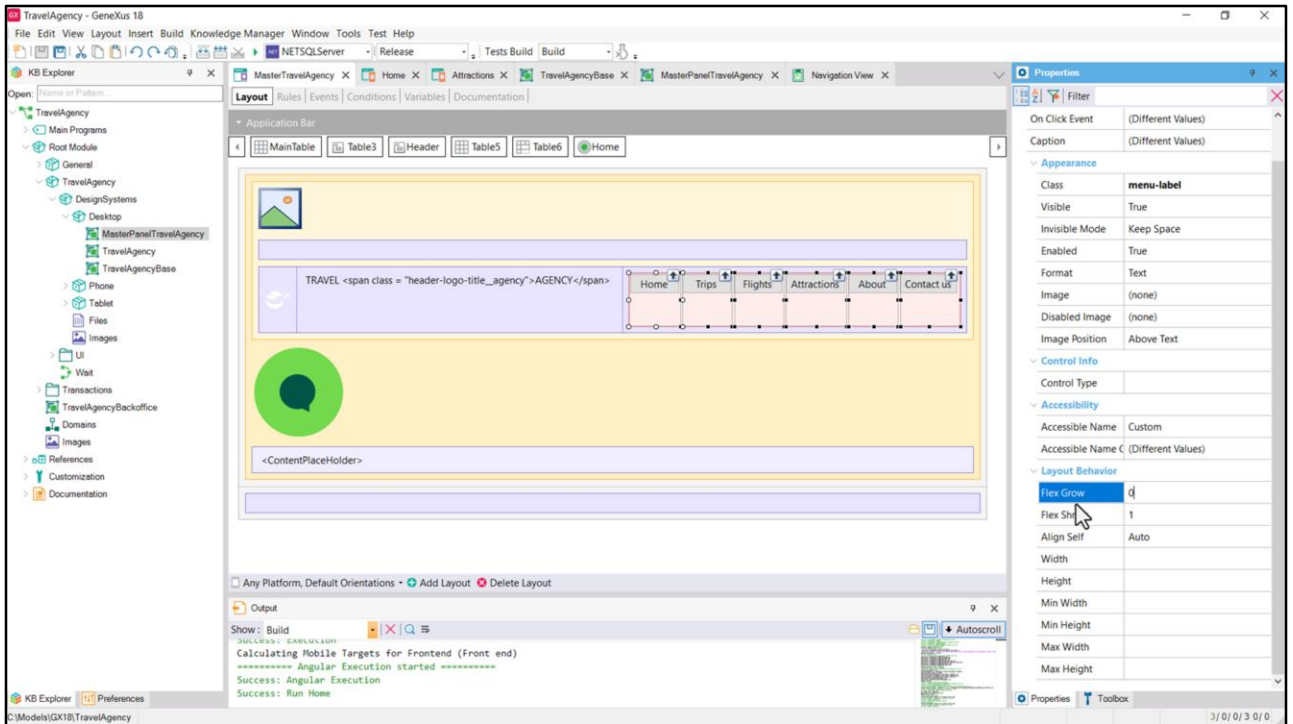 TravelAgency - GeneXus 18
File Edit View Layout Insert Build Knowledge Manager Window Tools Test Help
NETSQLServer Release Tests Build Build
KB Explorer
Open: Name or Pattern...
TravelAgency
Main Programs
Root Module
General
TravelAgency
DesignSystems
Desktop
MasterPanelTravelAgency
TravelAgency
TravelAgencyBase
Phone
Tablet
Files
Images
UI
Wait
Transactions
TravelAgencyBackoffice
Domains
Images
References
Customization
Documentation
KB Explorer Preferences
MasterTravelAgency X Home X Attractions X TravelAgencyBase X MasterPanelTravelAgency X Navigation View X
Layout Rules Events Conditions Variables Documentation
Application Bar
MainTable Table3 Header Table5 Table6 Home
TRAVEL <span class = "header-logo-title__agency">AGENCY</span>
Home Trips Flights Attractions About Contact us
<ContentPlaceHolder>
Any Platform, Default Orientations Add Layout Delete Layout
Output
Show: Build Autoscroll
Success: Execution
Calculating Mobile Targets for Frontend (Front end)
========== Angular Execution started ==========
Success: Angular Execution
Success: Run Home
Properties
Filter
On Click Event (Different Values)
Caption (Different Values)
Appearance
Class menu-label
Visible True
Invisible Mode Keep Space
Enabled True
Format Text
Image (none)
Disabled Image (none)
Image Position Above Text
Control Info
Control Type
Accessibility
Accessible Name Custom
Accessible Name C (Different Values)
Layout Behavior
Flex Grow 0
Flex Shr 1
Align Self Auto
Width
Height
Min Width
Min Height
Max Width
Max Height
Properties Toolbox
C:\Models\GX18\TravelAgency
3/ 0/ 0/ 3 0/ 0